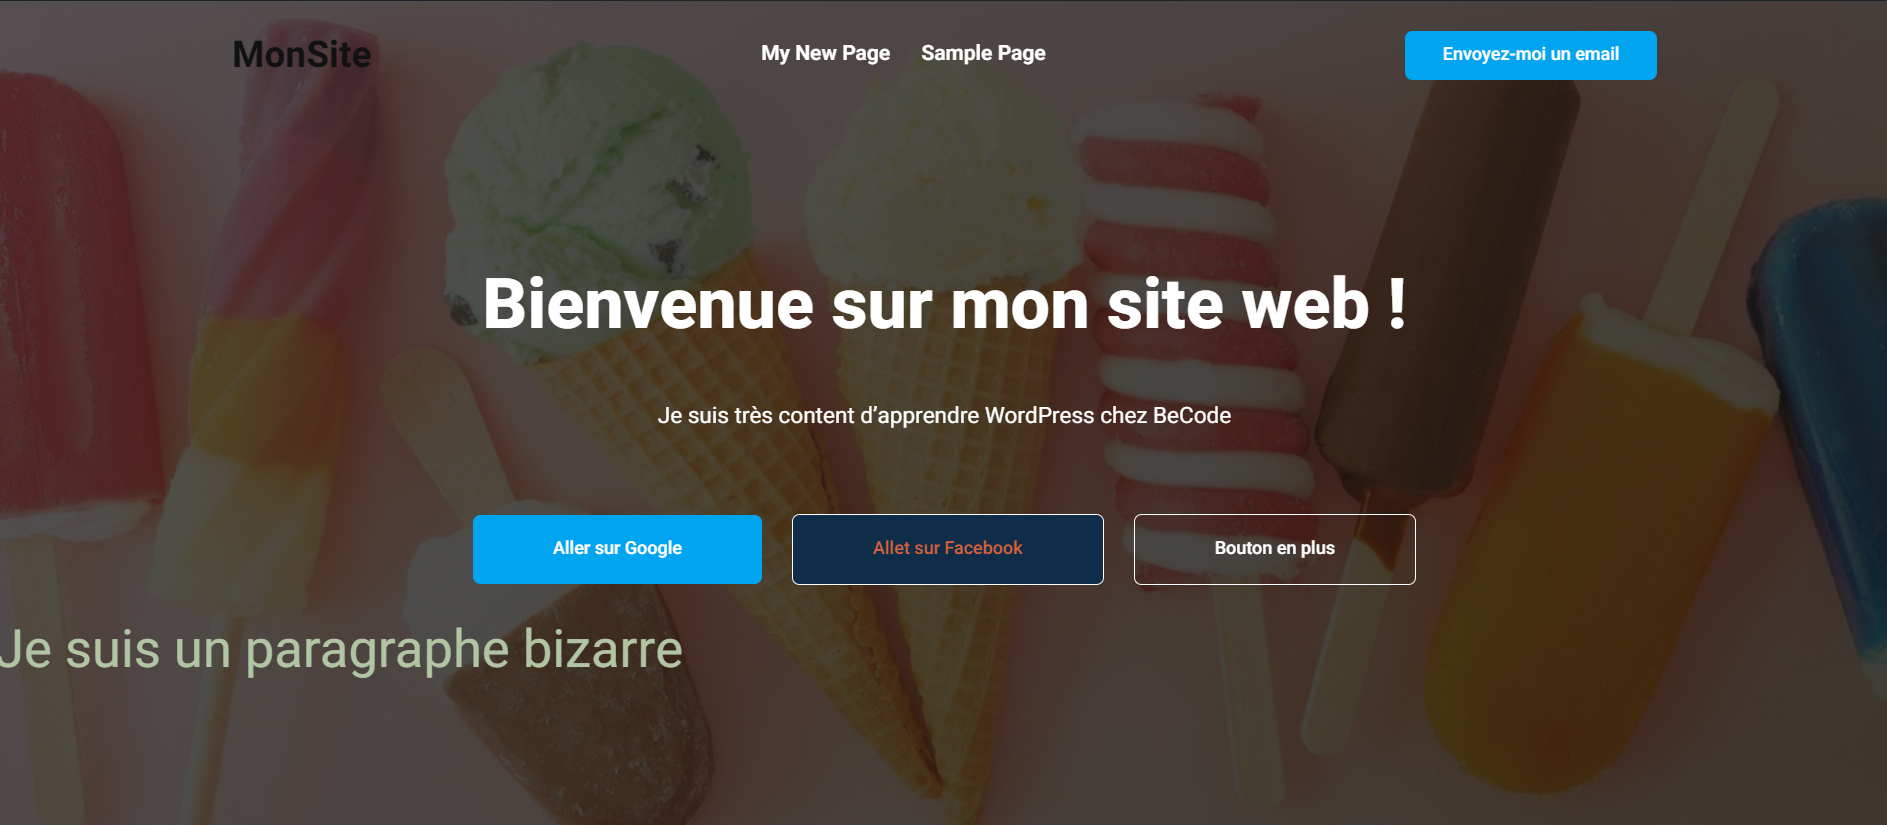 MonSite
My New Page
Sample Page
Envoyez-moi un email
Bienvenue sur mon site web !
Je suis très content d’apprendre WordPress chez BeCode
Aller sur Google
Allet sur Facebook
Bouton en plus
Je suis un paragraphe bizarre